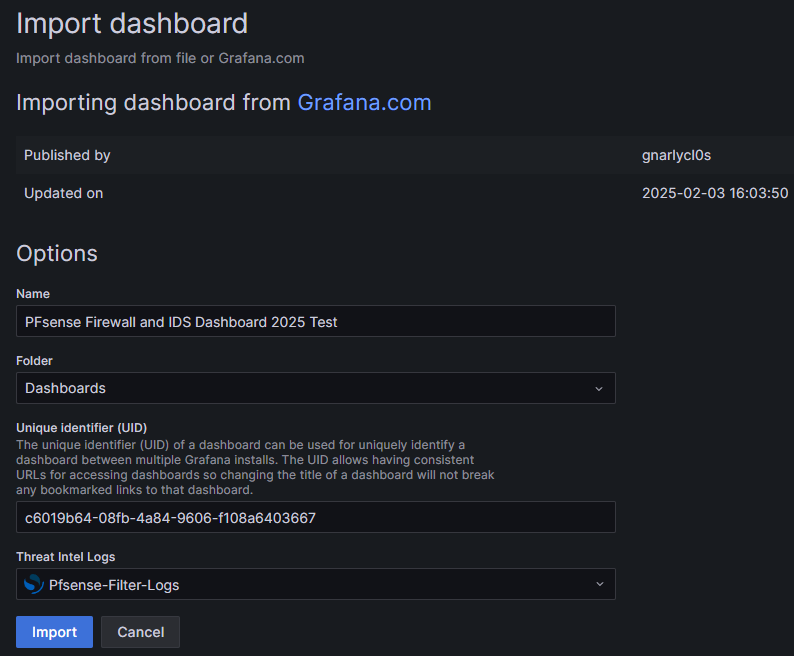 Import dashboard
Import dashboard from file or Grafana.com
Importing dashboard from Grafana.com
Published by gnarlycl0s
Updated on 2025-02-03 16:03:50
Options
Name
PFsense Firewall and IDS Dashboard 2025 Test
Folder
Dashboards
Unique identifier (UID)
The unique identifier (UID) of a dashboard can be used for uniquely identify a
dashboard between multiple Grafana installs. The UID allows having consistent
URLs for accessing dashboards so changing the title of a dashboard will not break
any bookmarked links to that dashboard.
c6019b64-08fb-4a84-9606-f108a6403667
Threat Intel Logs
Pfsense-Filter-Logs
Import Cancel